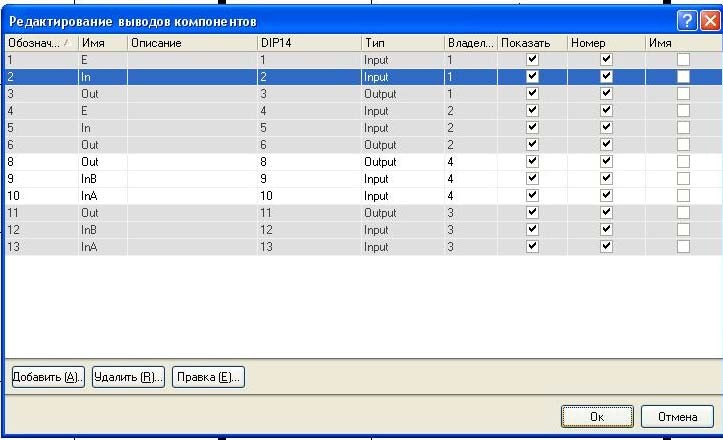 Редактирование выводов компонентов
Обознач... Имя Описание DIP14 Тип Владел... Показать Номер Имя
1 E 1 Input 1
2 In 2 Input 1
3 Out 3 Output 1
4 E 4 Input 2
5 In 5 Input 2
6 Out 6 Output 2
8 Out 8 Output 4
9 InB 9 Input 4
10 InA 10 Input 4
11 Out 11 Output 3
12 InB 12 Input 3
13 InA 13 Input 3
Добавить (A).. Удалить (R)... Правка (E)...
Ок Отмена